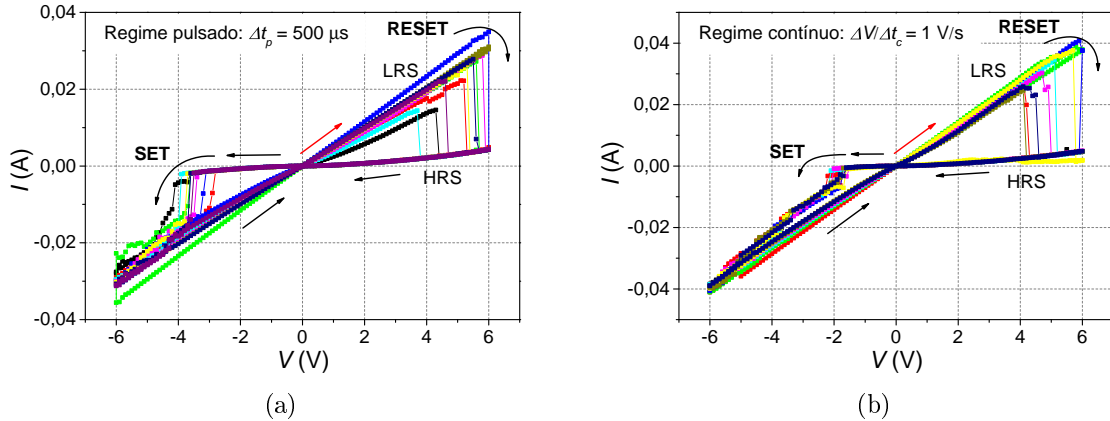 Regime pulsado: Δt_p = 500 μs
RESET
LRS
SET
HRS
I (A)
0,04
0,02
0,00
-0,02
-0,04
-6 -4 -2 0 2 4 6
V (V)
(a)
Regime contínuo: ΔV/Δt_c = 1 V/s
RESET
LRS
SET
HRS
I (A)
0,04
0,02
0,00
-0,02
-0,04
-6 -4 -2 0 2 4 6
V (V)
(b)